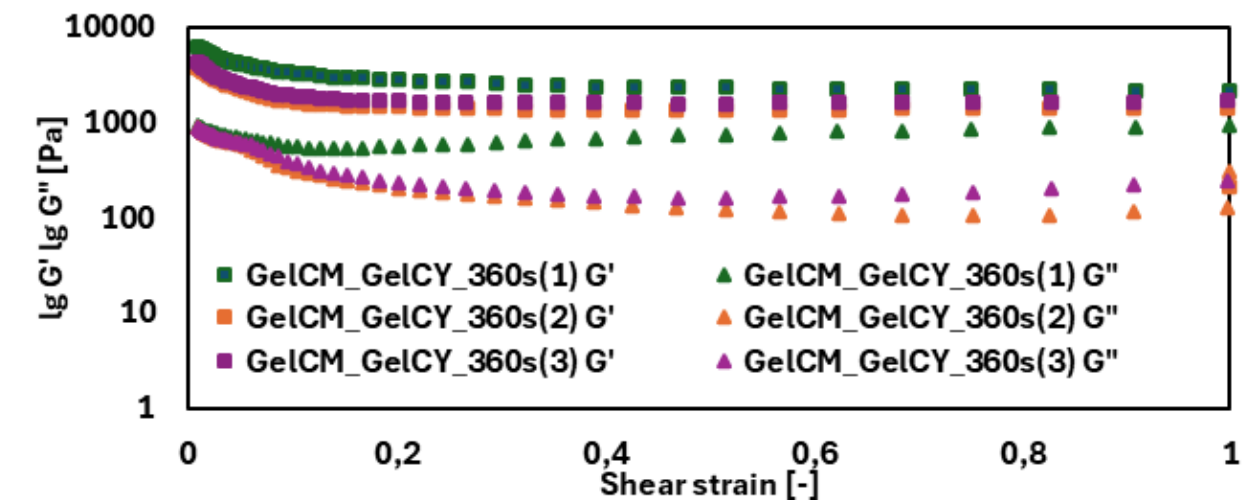 10000
1000
100
10
1
lg G' lg G" [Pa]
GelCM_GelCY_360s(1) G' GelCM_GelCY_360s(1) G"
GelCM_GelCY_360s(2) G' GelCM_GelCY_360s(2) G"
GelCM_GelCY_360s(3) G' GelCM_GelCY_360s(3) G"
0 0,2 0,4 0,6 0,8 1
Shear strain [-]